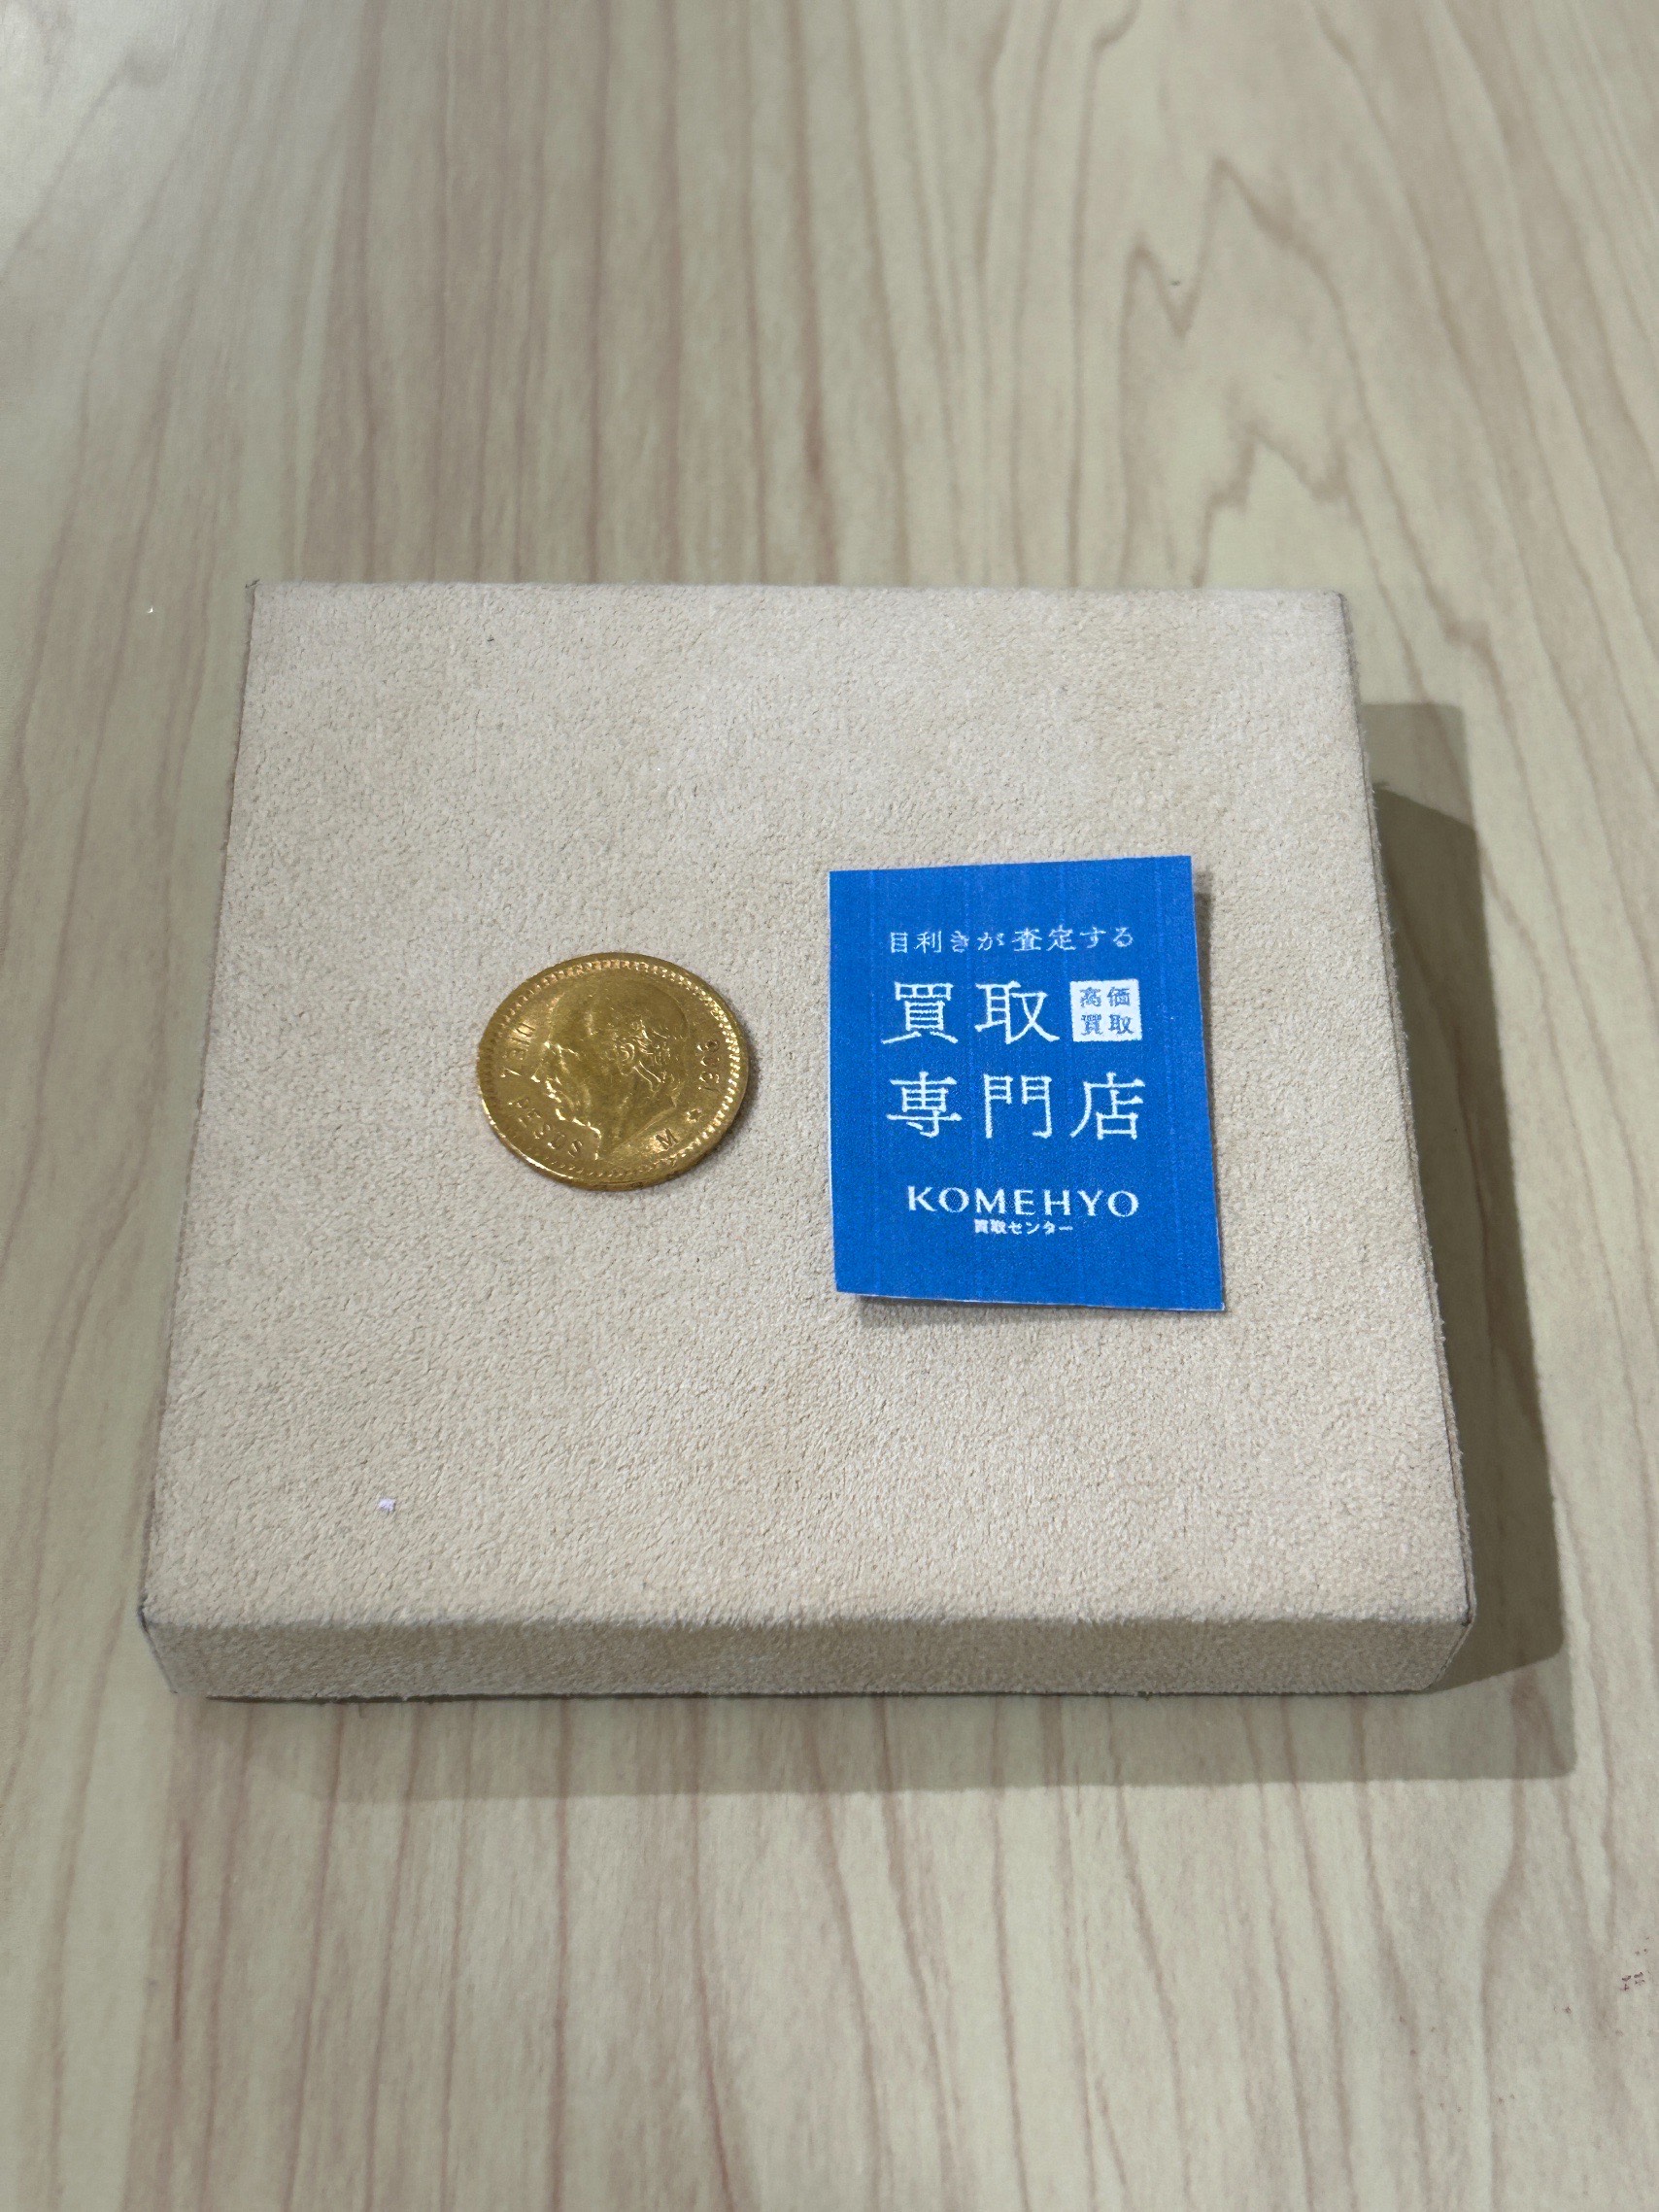 DIEZ
PESOS
M
1906
目利きが査定する
買取
高価
買取
専門店
KOMEHYO
買取センター